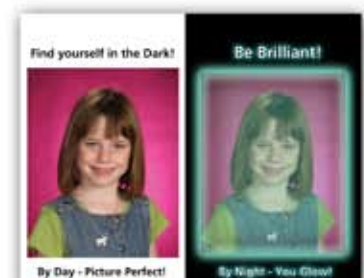 Find yourself in the Dark!
Be Brilliant!
By Day - Picture Perfect!
By Night - You Glow!